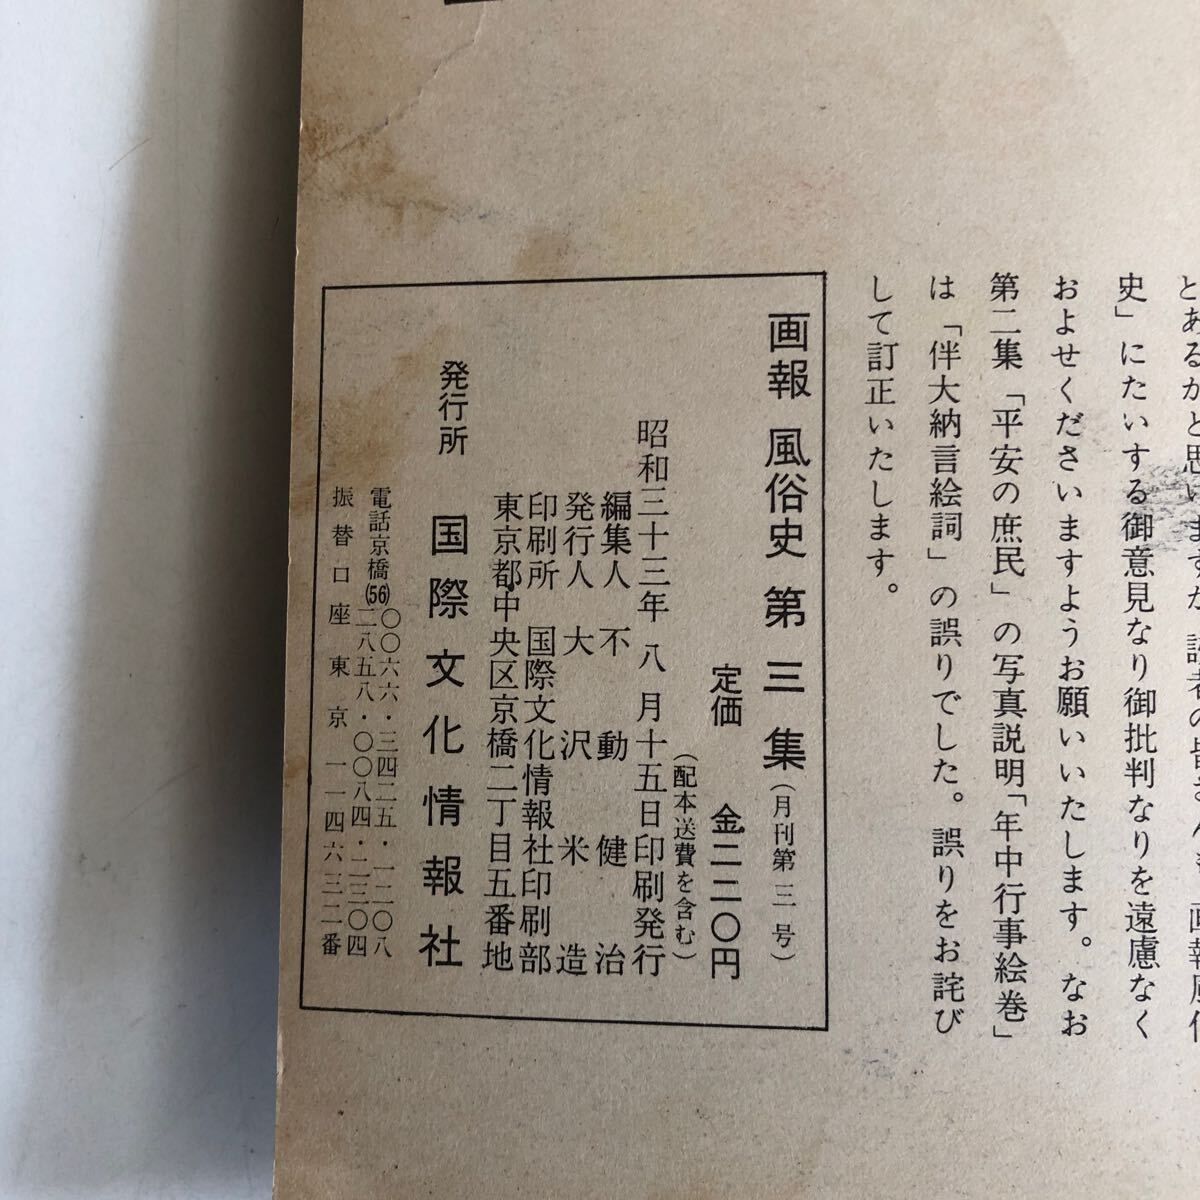 とあるかと思いますが、読者の皆さんも、画報風俗
史」にたいする御意見なり御批判なりを遠慮なく
およせくださいますようお願いいたします。なお
第二集「平安の庶民」の写真説明「年中行事絵巻」
は「伴大納言絵詞」の誤りでした。誤りをお詫び
して訂正いたします。
画報 風俗史 第三集(月刊第三号)
定価 金二二〇円
(配本送費を含む)
昭和三十三年八月十五日印刷発行
編集人 不動健治
発行人 大沢米造
印刷所 国際文化情報社印刷部
東京都中央区京橋二丁目五番地
発行所 国際文化情報社
電話京橋(56)〇〇六六・三四二五・一二〇八
二八五八・〇〇八四・二三〇四
振替口座東京一一四六三二番